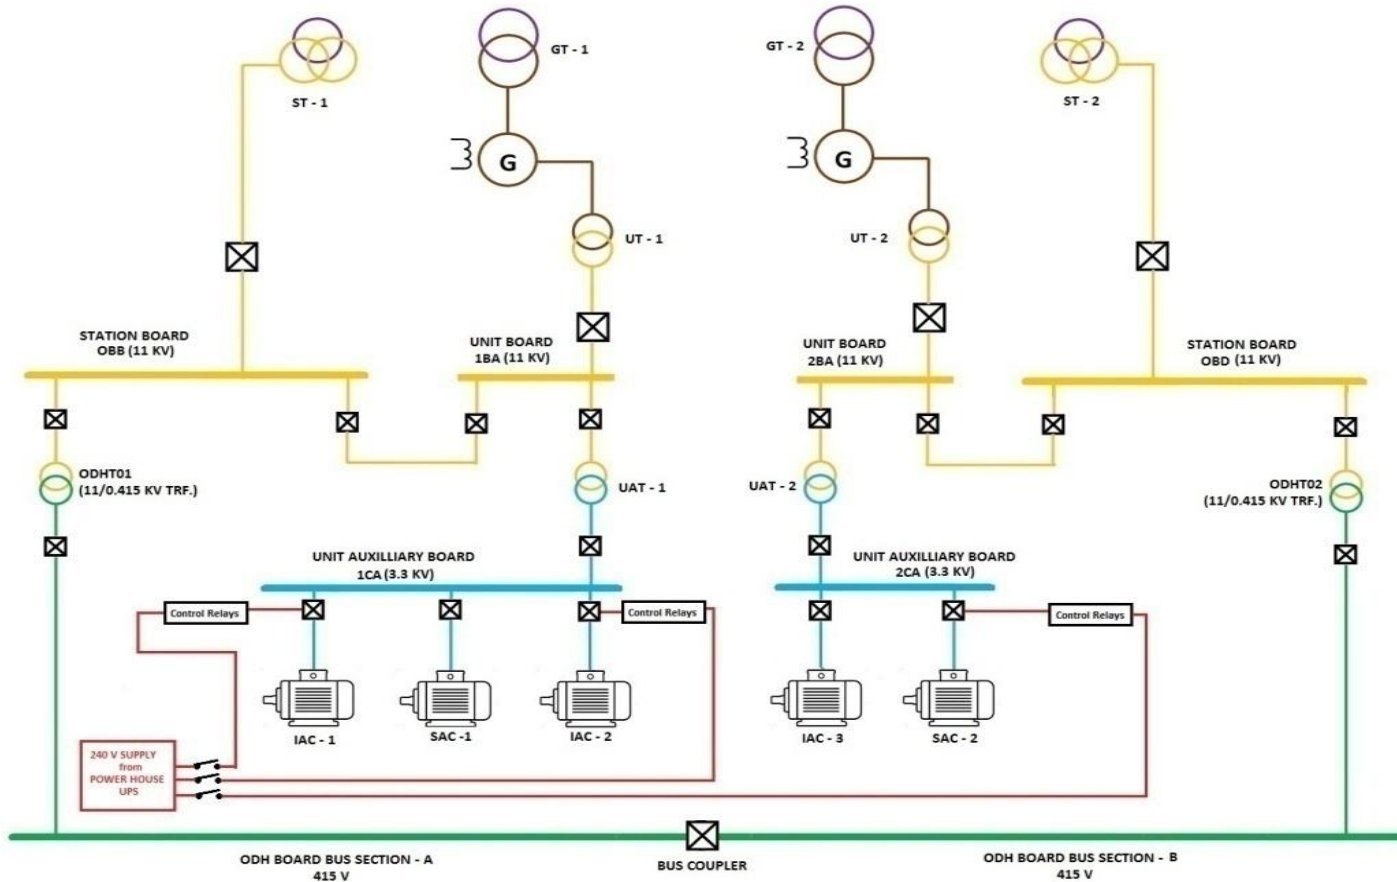 GT - 1
GT - 2
ST - 1
ST - 2
G
G
UT - 1
UT - 2
STATION BOARD
OBB (11 KV)
UNIT BOARD
1BA (11 KV)
UNIT BOARD
2BA (11 KV)
STATION BOARD
OBD (11 KV)
ODHT01
(11/0.415 KV TRF.)
UAT - 1
UAT - 2
ODHT02
(11/0.415 KV TRF.)
UNIT AUXILLIARY BOARD
1CA (3.3 KV)
UNIT AUXILLIARY BOARD
2CA (3.3 KV)
Control Relays
Control Relays
Control Relays
IAC - 1
SAC -1
IAC - 2
IAC - 3
SAC - 2
240 V SUPPLY
from
POWER HOUSE
UPS
ODH BOARD BUS SECTION - A
415 V
BUS COUPLER
ODH BOARD BUS SECTION - B
415 V